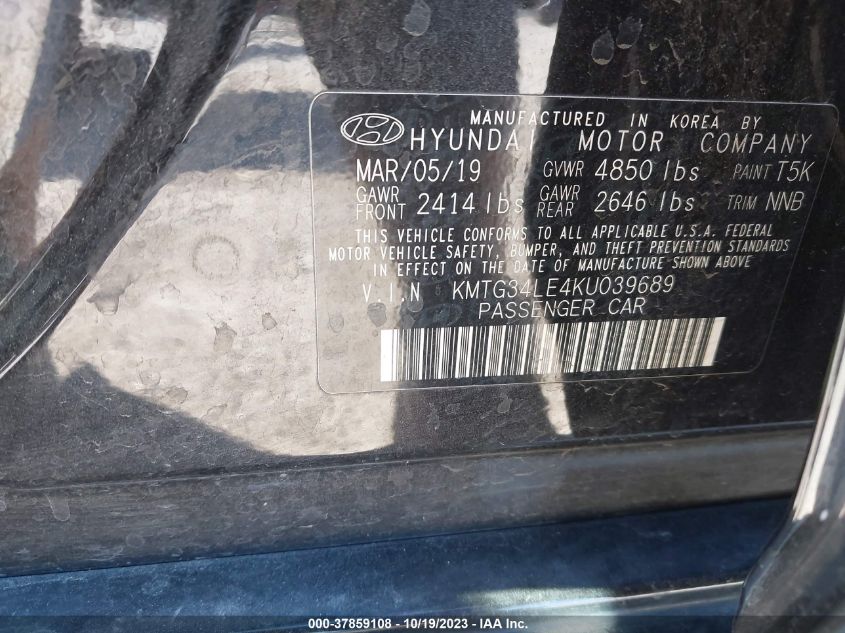 MANUFACTURED IN KOREA BY
HYUNDAI MOTOR COMPANY
MAR/05/19 GVWR 4850 lbs PAINT T5K
GAWR FRONT 2414 lbs GAWR REAR 2646 lbs TRIM NNB
THIS VEHICLE CONFORMS TO ALL APPLICABLE U.S.A. FEDERAL
MOTOR VEHICLE SAFETY, BUMPER, AND THEFT PREVENTION STANDARDS
IN EFFECT ON THE DATE OF MANUFACTURE SHOWN ABOVE
V.I.N : KMTG34LE4KU039689
PASSENGER CAR
000-37859108 - 10/19/2023 - IAA Inc.